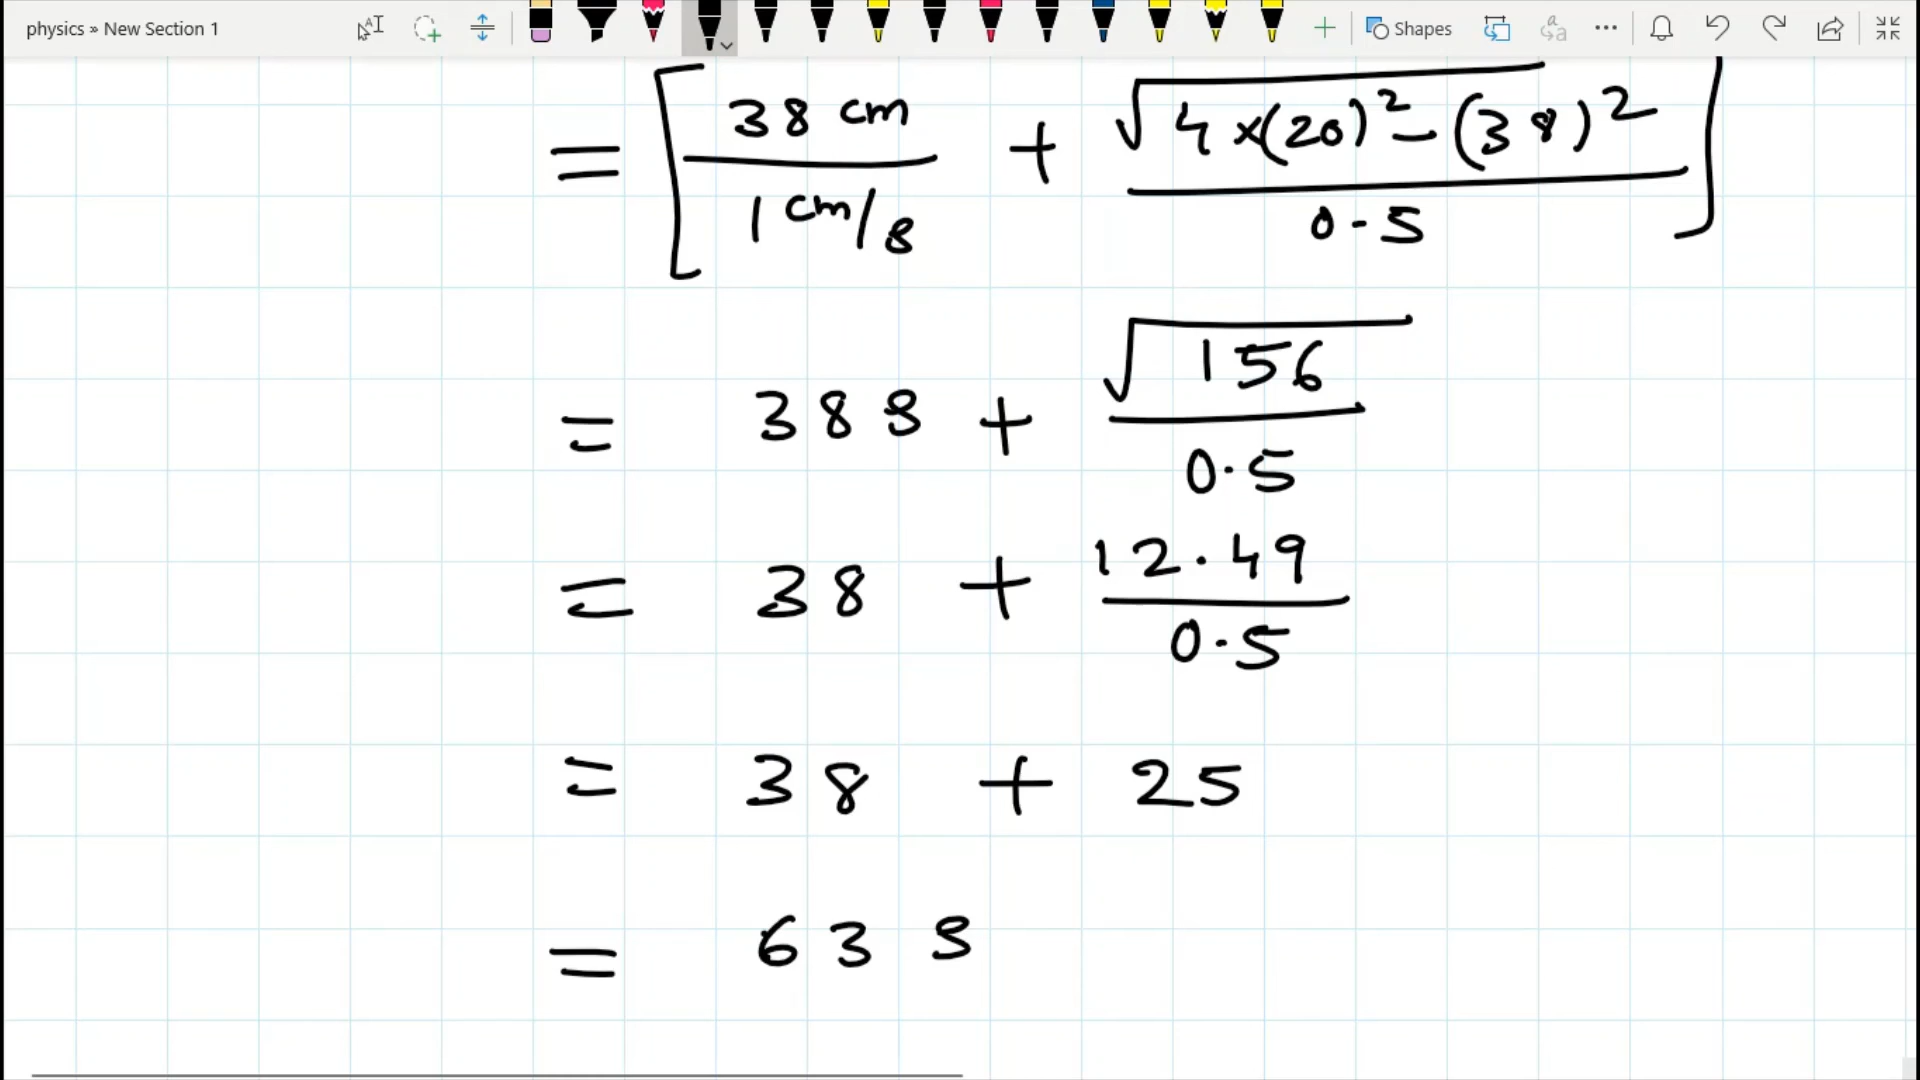 physics » New Section 1 Shapes
= [ 38 cm / 1 cm/s + √(4 ×(20)² - (38)²) / 0.5 ]
= 38 s + √156 / 0.5
= 38 + 12.49 / 0.5
= 38 + 25
= 63 s